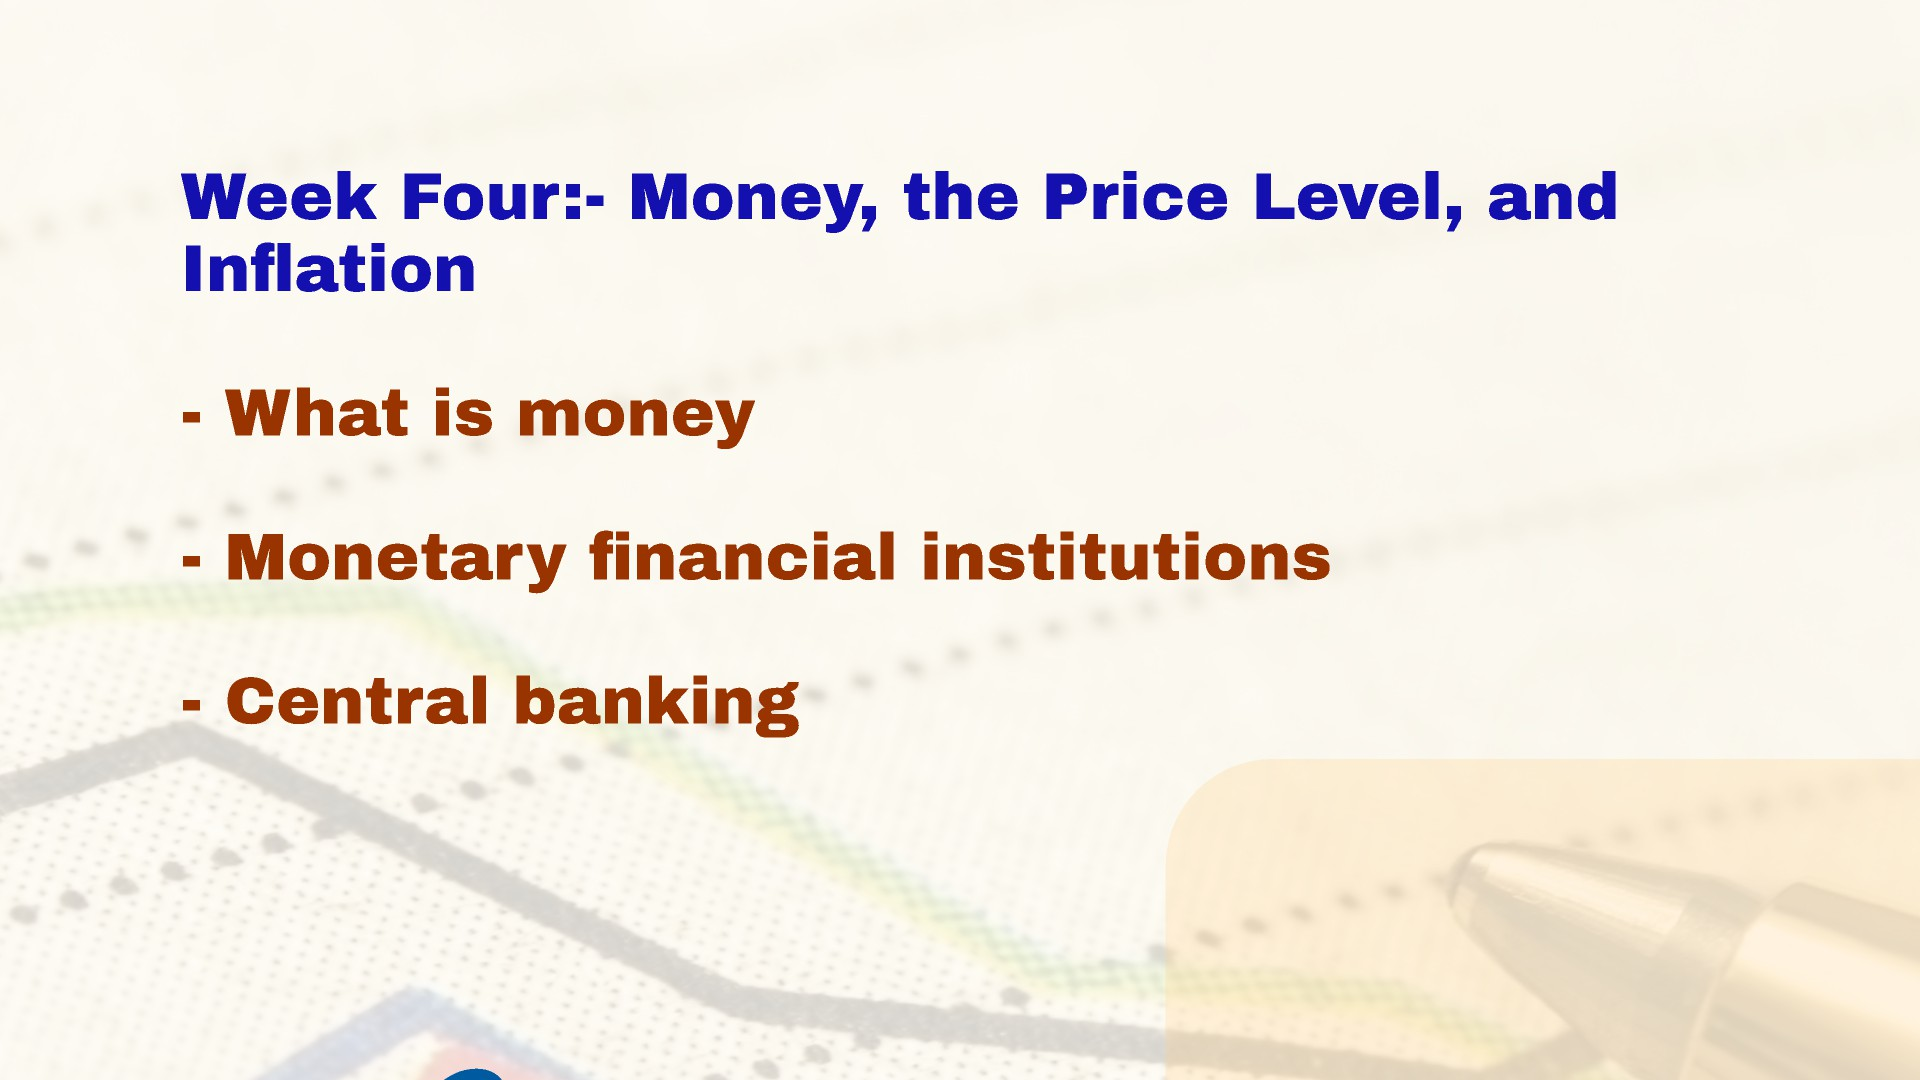 Week Four:- Money, the Price Level, and
Inflation
- What is money
- Monetary financial institutions
- Central banking